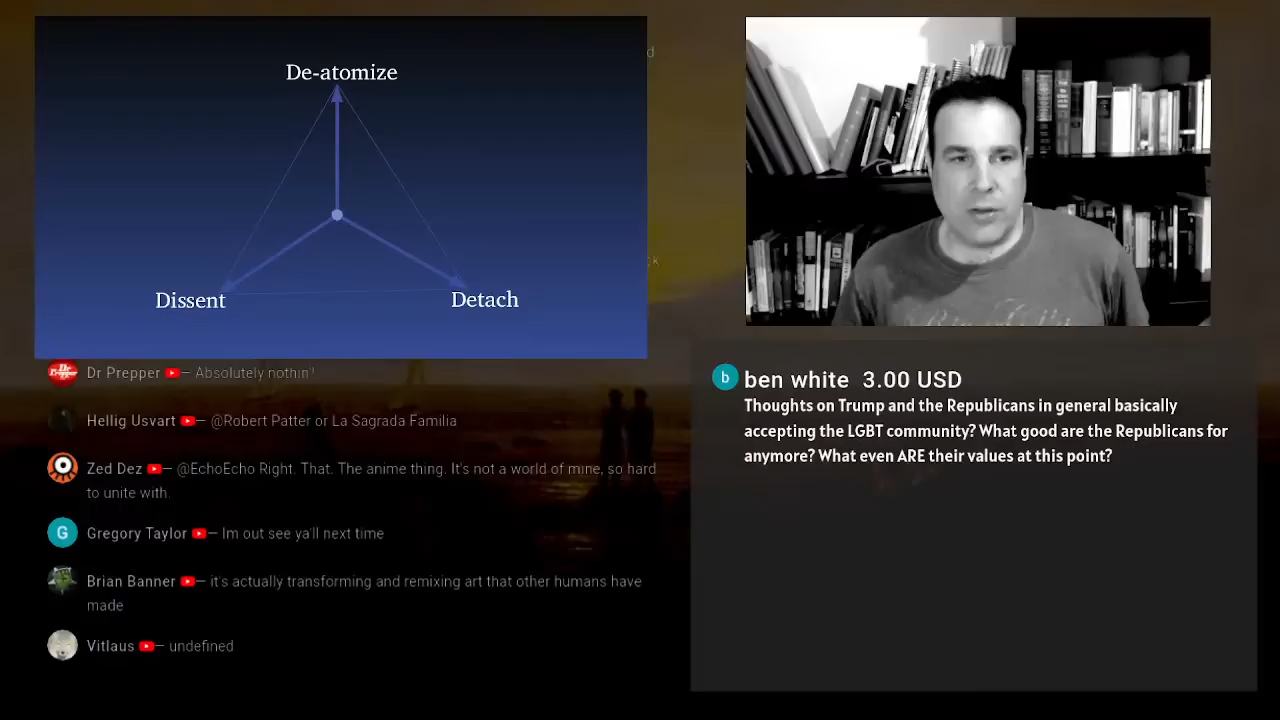 De-atomize
Dissent
Detach
d
k
Dr Prepper — Absolutely nothin'!
Hellig Usvart — @Robert Patter or La Sagrada Familia
Zed Dez — @EchoEcho Right. That. The anime thing. It's not a world of mine, so hard
to unite with.
G Gregory Taylor — Im out see ya'll next time
Brian Banner — it's actually transforming and remixing art that other humans have
made
Vitlaus — undefined
b ben white 3.00 USD
Thoughts on Trump and the Republicans in general basically
accepting the LGBT community? What good are the Republicans for
anymore? What even ARE their values at this point?